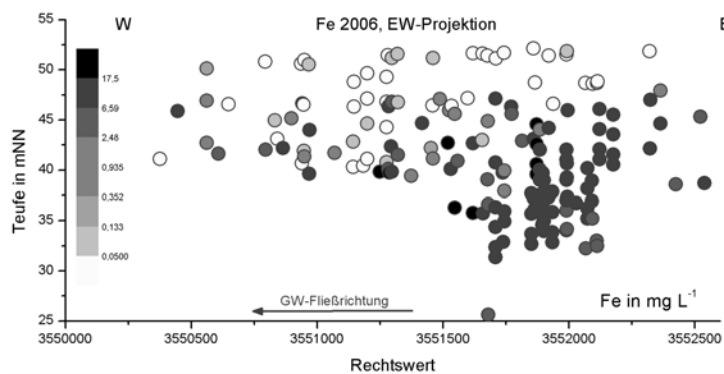 W Fe 2006, EW-Projektion E
Teufe in mNN
55
50
45
40
35
30
25
17,5
6,59
2,48
0,935
0,352
0,133
0,0500
GW-Fließrichtung
Fe in mg L⁻¹
3550000 3550500 3551000 3551500 3552000 3552500
Rechtswert